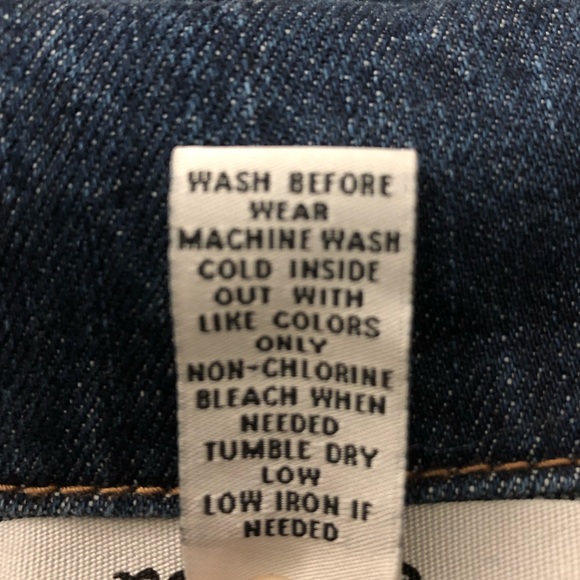 WASH BEFORE
WEAR
MACHINE WASH
COLD INSIDE
OUT WITH
LIKE COLORS
ONLY
NON-CHLORINE
BLEACH WHEN
NEEDED
TUMBLE DRY
LOW
LOW IRON IF
NEEDED